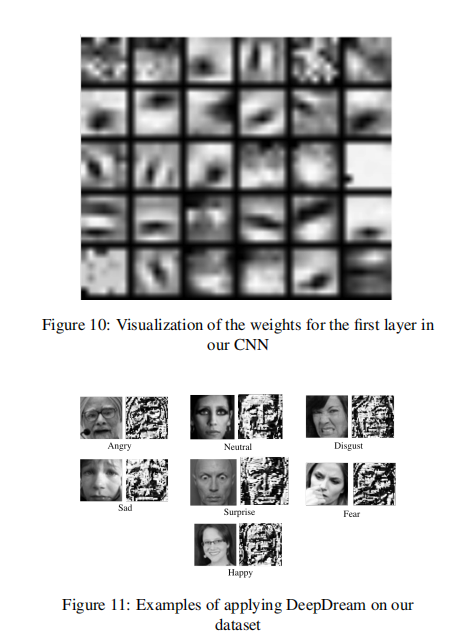 Figure 10: Visualization of the weights for the first layer in
our CNN
Angry
Neutral
Disgust
Sad
Surprise
Fear
Happy
Figure 11: Examples of applying DeepDream on our
dataset